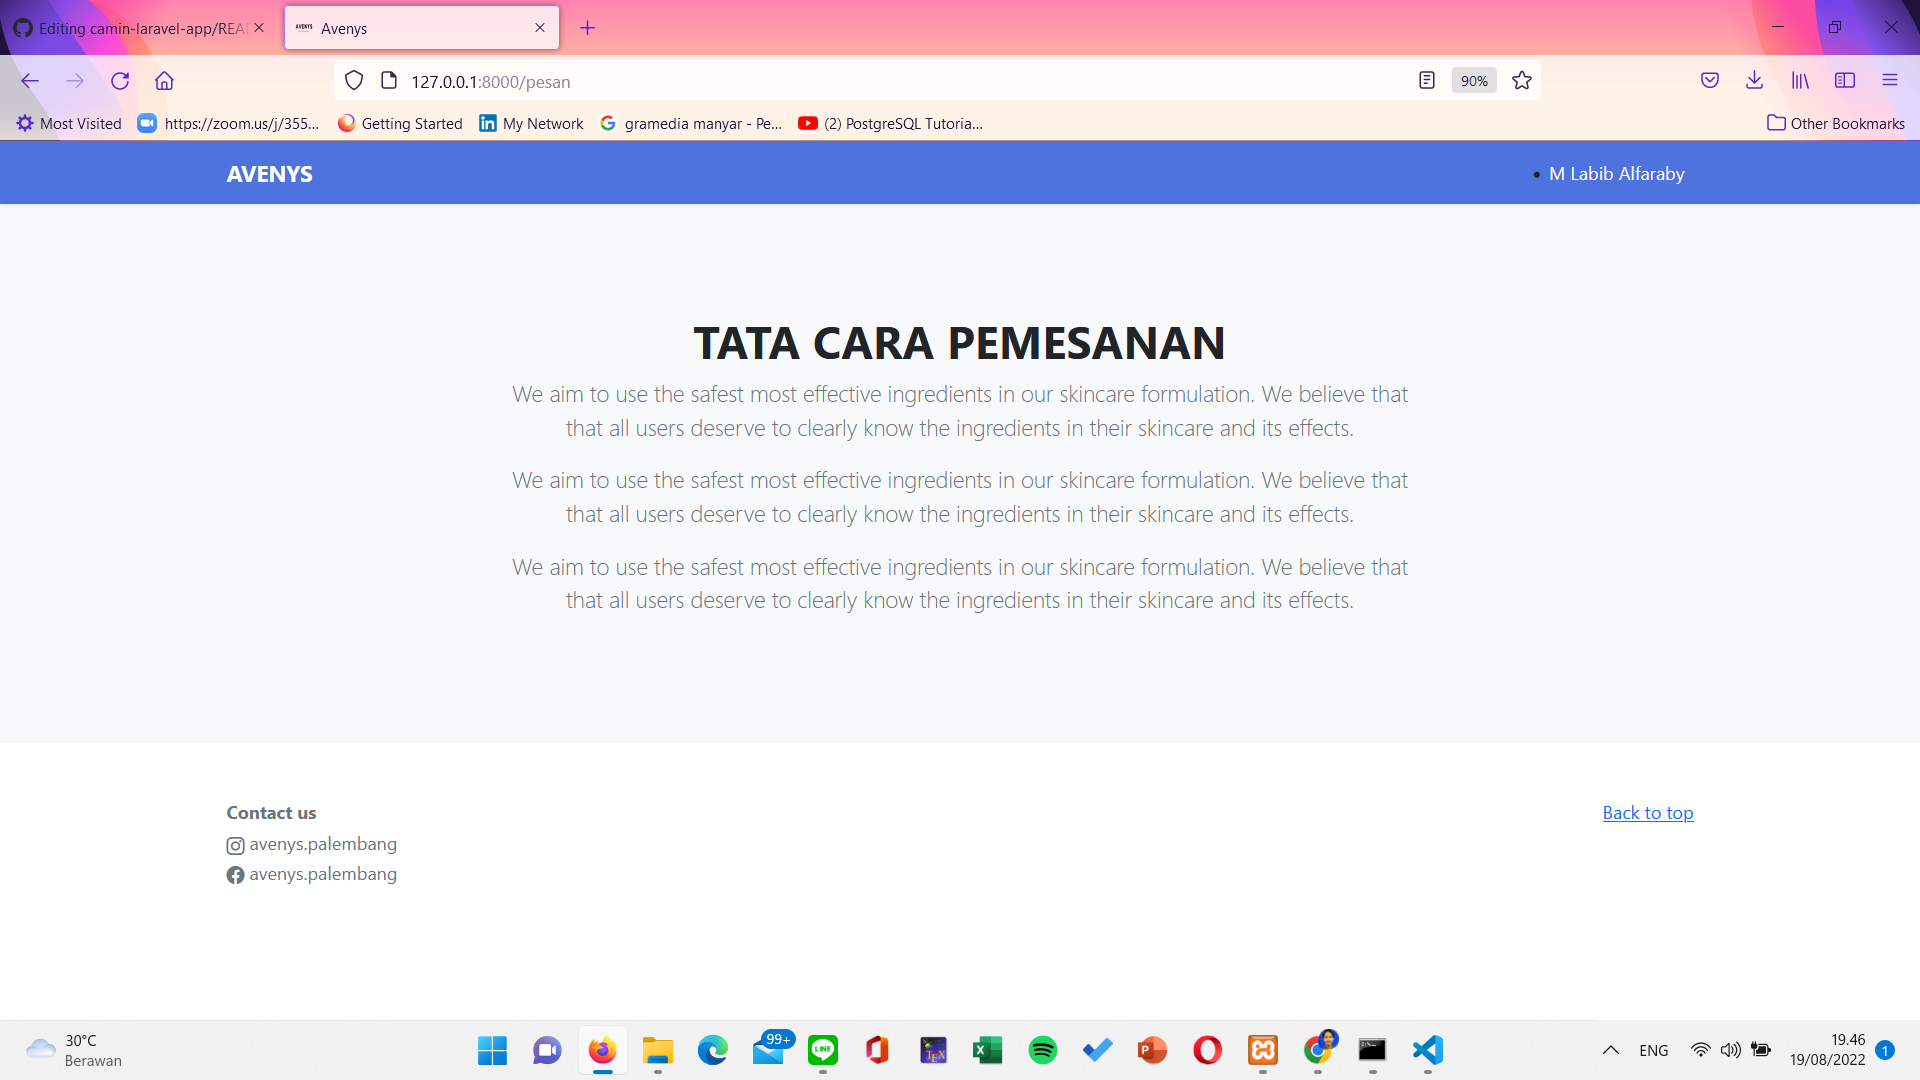 Editing camin-laravel-app/REA
Avenys
127.0.0.1:8000/pesan
90%
Most Visited
https://zoom.us/j/355...
Getting Started
My Network
gramedia manyar - Pe...
(2) PostgreSQL Tutoria...
Other Bookmarks
AVENYS
M Labib Alfaraby
TATA CARA PEMESANAN
We aim to use the safest most effective ingredients in our skincare formulation. We believe that
that all users deserve to clearly know the ingredients in their skincare and its effects.
We aim to use the safest most effective ingredients in our skincare formulation. We believe that
that all users deserve to clearly know the ingredients in their skincare and its effects.
We aim to use the safest most effective ingredients in our skincare formulation. We believe that
that all users deserve to clearly know the ingredients in their skincare and its effects.
Contact us
Back to top
avenys.palembang
avenys.palembang
30°C
Berawan
99+
LINE
TEX
ENG
19.46
19/08/2022
1